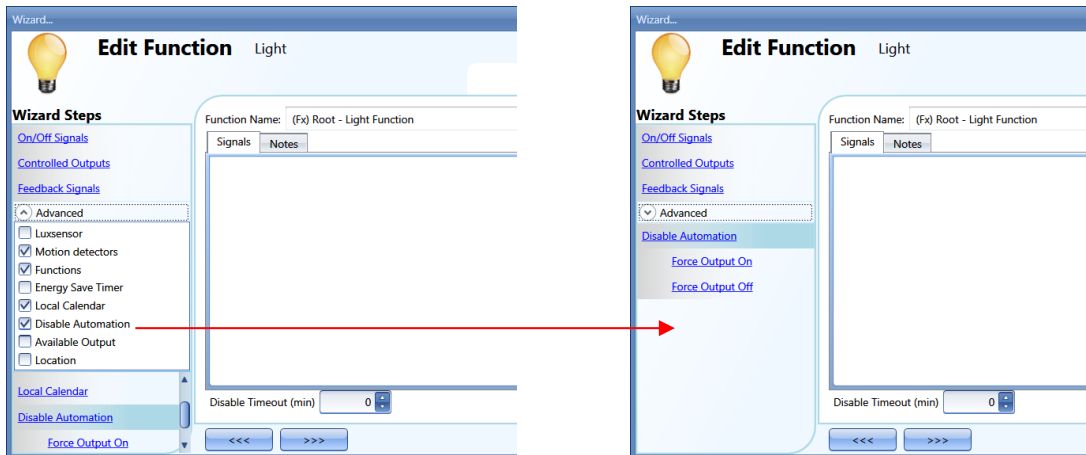 Wizard...
Edit Function Light
Wizard Steps
On/Off Signals
Controlled Outputs
Feedback Signals
Advanced
Luxsensor
Motion detectors
Functions
Energy Save Timer
Local Calendar
Disable Automation
Available Output
Location
Local Calendar
Disable Automation
Force Output On
Function Name: (Fx) Root - Light Function
Signals Notes
Disable Timeout (min) 0
<<< >>>
Wizard...
Edit Function Light
Wizard Steps
On/Off Signals
Controlled Outputs
Feedback Signals
Advanced
Disable Automation
Force Output On
Force Output Off
Function Name: (Fx) Root - Light Function
Signals Notes
Disable Timeout (min) 0
<<< >>>